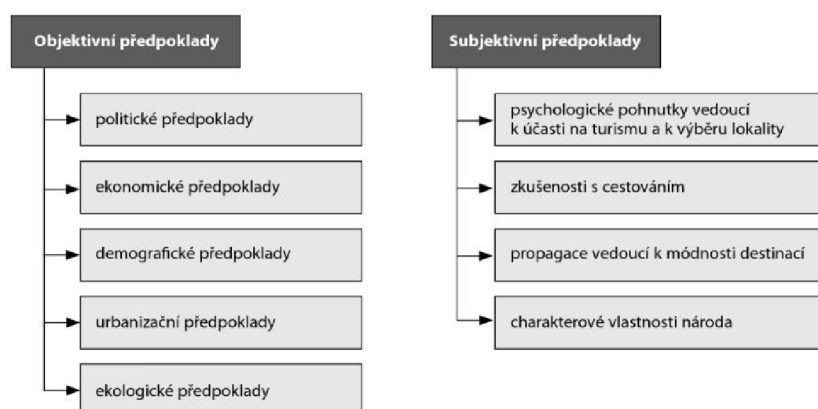 Objektivní předpoklady
politické předpoklady
ekonomické předpoklady
demografické předpoklady
urbanizační předpoklady
ekologické předpoklady
Subjektivní předpoklady
psychologické pohnutky vedoucí
k účasti na turismu a k výběru lokality
zkušenosti s cestováním
propagace vedoucí k módnosti destinací
charakterové vlastnosti národa